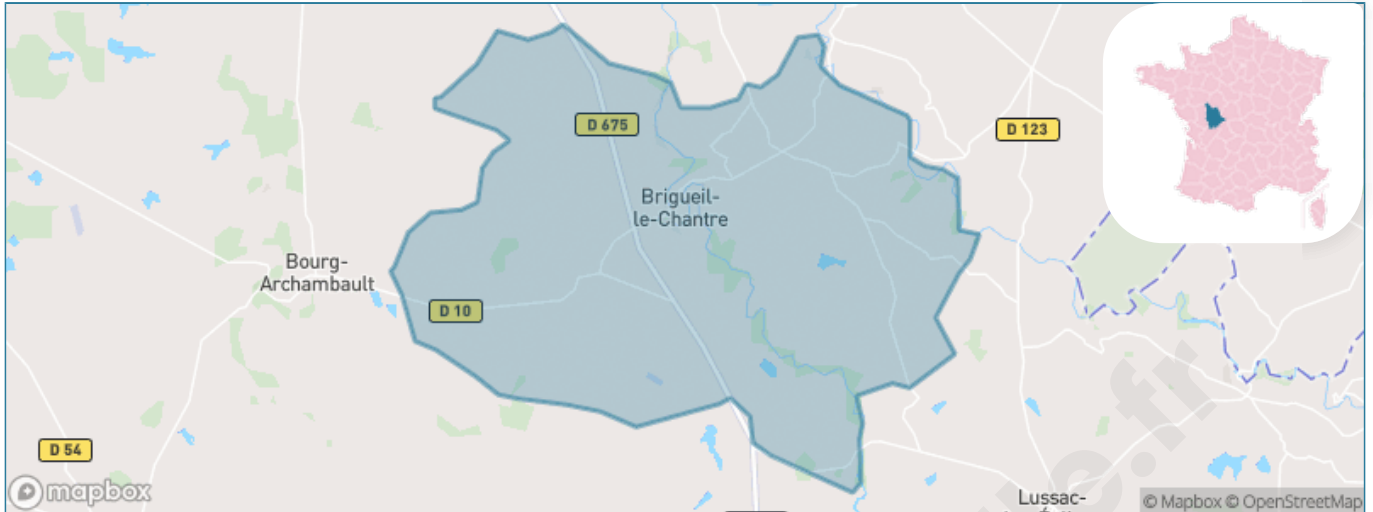 D 675
D 123
Brigueil-
le-Chantre
Bourg-
Archambault
D 10
D 54
mapbox
Lussac-
© Mapbox © OpenStreetMap